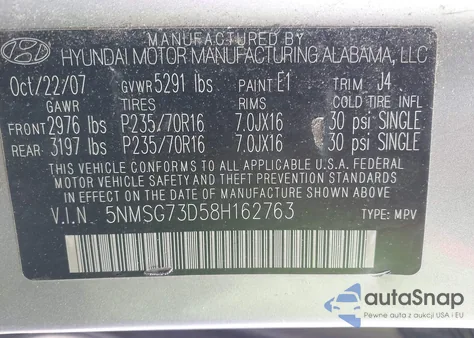 MANUFACTURED BY
HYUNDAI MOTOR MANUFACTURING ALABAMA, LLC
Oct/22/07 GVWR 5291 lbs PAINT E1 TRIM J4
GAWR TIRES RIMS COLD TIRE INFL
FRONT 2976 lbs P235/70R16 7.0JX16 30 psi SINGLE
REAR 3197 lbs P235/70R16 7.0JX16 30 psi SINGLE
THIS VEHICLE CONFORMS TO ALL APPLICABLE U.S.A. FEDERAL
MOTOR VEHICLE SAFETY AND THEFT PREVENTION STANDARDS
IN EFFECT ON THE DATE OF MANUFACTURE SHOWN ABOVE
V.I.N. 5NMSG73D58H162763 TYPE: MPV
autoSnap
Pewne auta z aukcji USA i EU